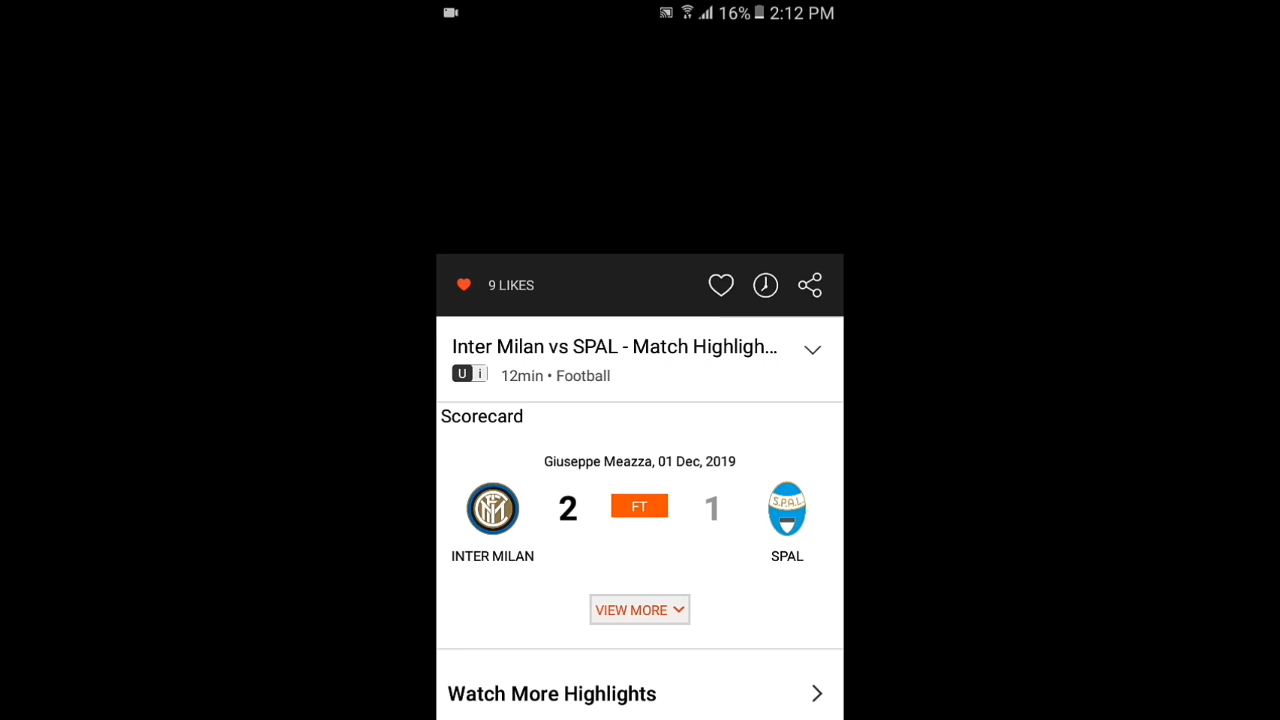 16% 2:12 PM
9 LIKES
Inter Milan vs SPAL - Match Highligh...
U i 12min • Football
Scorecard
Giuseppe Meazza, 01 Dec, 2019
2 FT 1
S.P.A.L.
INTER MILAN SPAL
VIEW MORE
Watch More Highlights